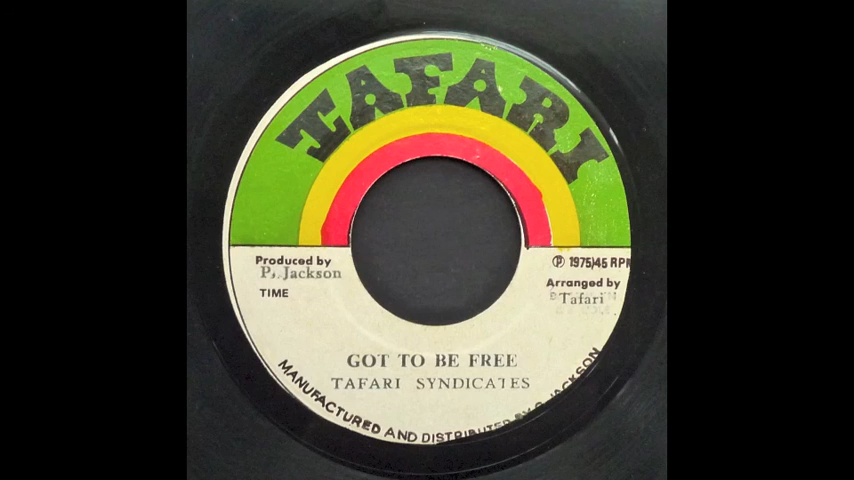 TAFARI
Produced by
P. Jackson
TIME
℗ 1975/45 RPM
Arranged by
Tafari
GOT TO BE FREE
TAFARI SYNDICATES
MANUFACTURED AND DISTRIBUTED BY JACKSON